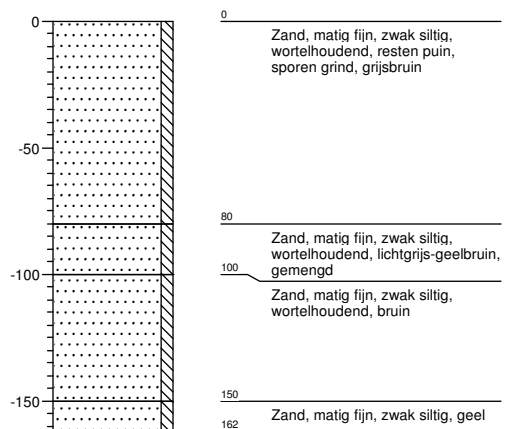 0
0
Zand, matig fijn, zwak siltig,
wortelhoudend, resten puin,
sporen grind, grijsbruin
-50
80
Zand, matig fijn, zwak siltig,
wortelhoudend, lichtgrijs-geelbruin,
gemengd
-100
100
Zand, matig fijn, zwak siltig,
wortelhoudend, bruin
-150
150
Zand, matig fijn, zwak siltig, geel
162